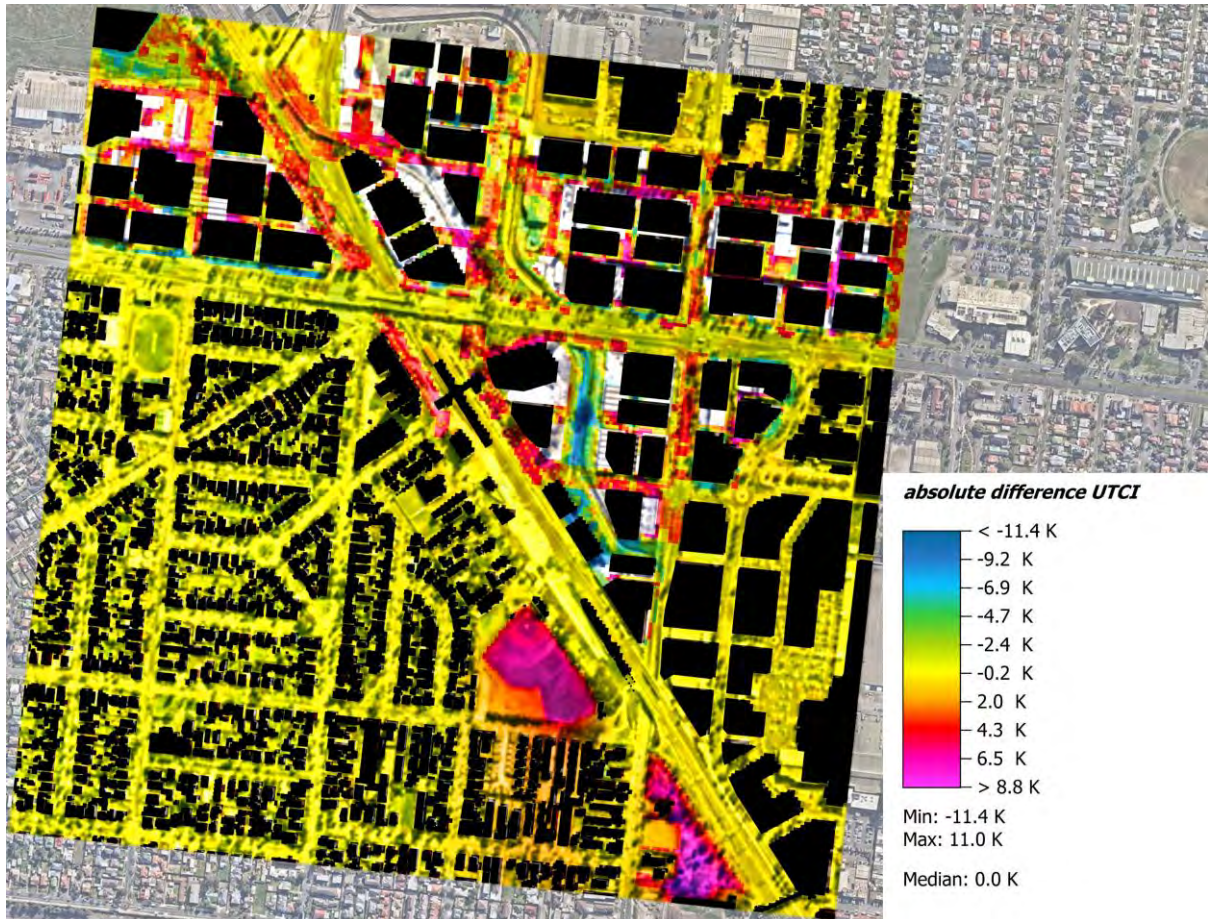 absolute difference UTCI
< -11.4 K
-9.2 K
-6.9 K
-4.7 K
-2.4 K
-0.2 K
2.0 K
4.3 K
6.5 K
> 8.8 K
Min: -11.4 K
Max: 11.0 K
Median: 0.0 K